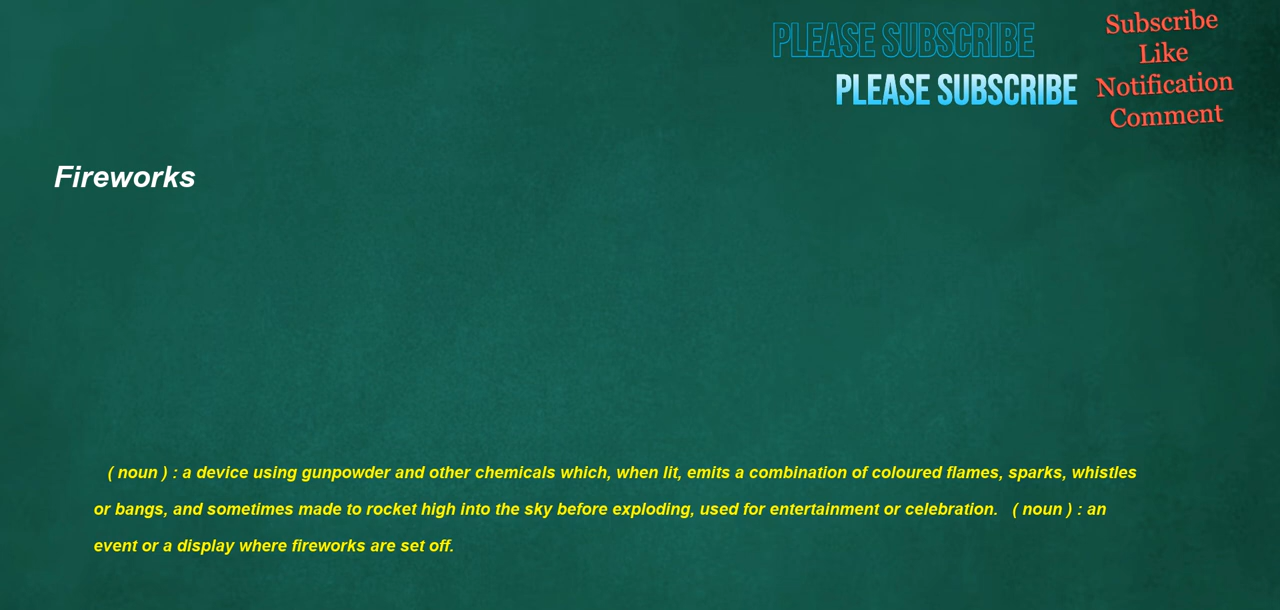 PLEASE SUBSCRIBE
PLEASE SUBSCRIBE
Subscribe
Like
Notification
Comment
Fireworks
( noun ) : a device using gunpowder and other chemicals which, when lit, emits a combination of coloured flames, sparks, whistles
or bangs, and sometimes made to rocket high into the sky before exploding, used for entertainment or celebration.   ( noun ) : an
event or a display where fireworks are set off.